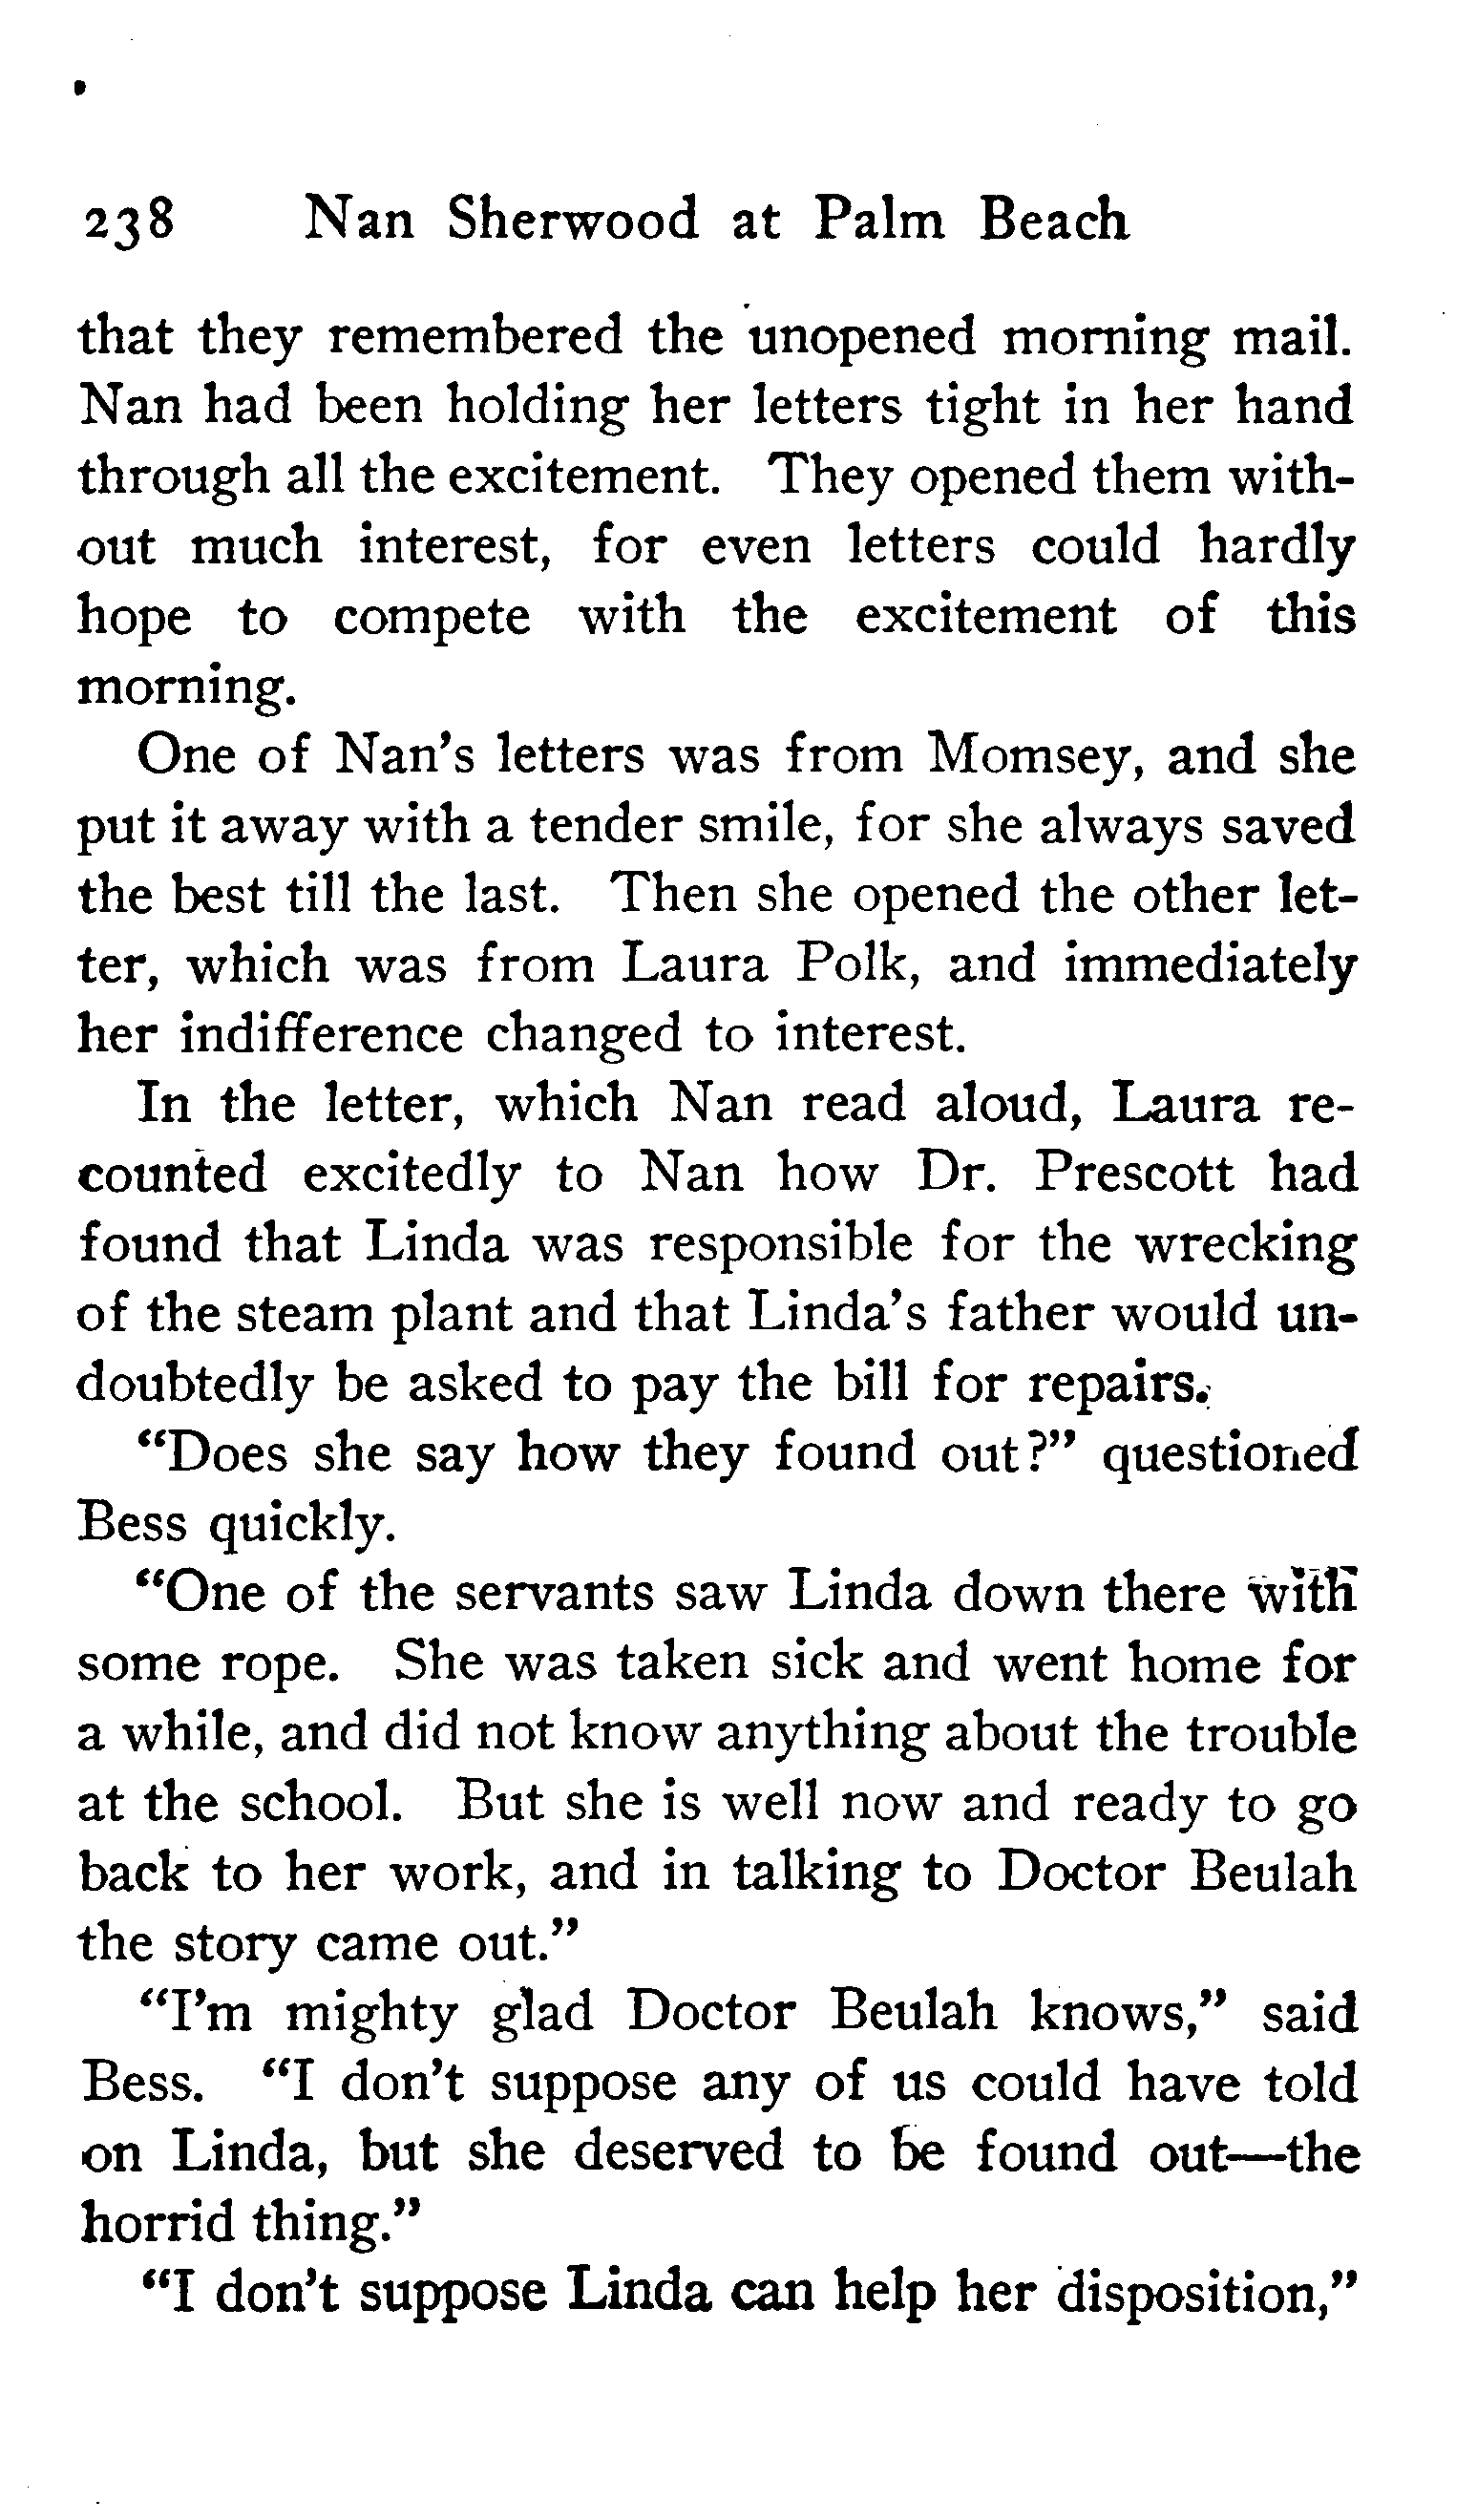 238 Nan Sherwood at Palm Beach
that they remembered the unopened morning mail.
Nan had been holding her letters tight in her hand
through all the excitement. They opened them with-
out much interest, for even letters could hardly
hope to compete with the excitement of this
morning.
One of Nan's letters was from Momsey, and she
put it away with a tender smile, for she always saved
the best till the last. Then she opened the other let-
ter, which was from Laura Polk, and immediately
her indifference changed to interest.
In the letter, which Nan read aloud, Laura re-
counted excitedly to Nan how Dr. Prescott had
found that Linda was responsible for the wrecking
of the steam plant and that Linda's father would un-
doubtedly be asked to pay the bill for repairs.
"Does she say how they found out?" questioned
Bess quickly.
"One of the servants saw Linda down there with
some rope. She was taken sick and went home for
a while, and did not know anything about the trouble
at the school. But she is well now and ready to go
back to her work, and in talking to Doctor Beulah
the story came out."
"I'm mighty glad Doctor Beulah knows," said
Bess. "I don't suppose any of us could have told
on Linda, but she deserved to be found out—the
horrid thing."
"I don't suppose Linda can help her disposition,"